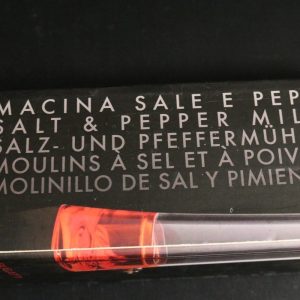 MACINA SALE E PEP
SALT & PEPPER MIL
SALZ- UND PFEFFERMÜH
MOULINS À SEL ET À POIV
MOLINILLO DE SAL Y PIMIEN